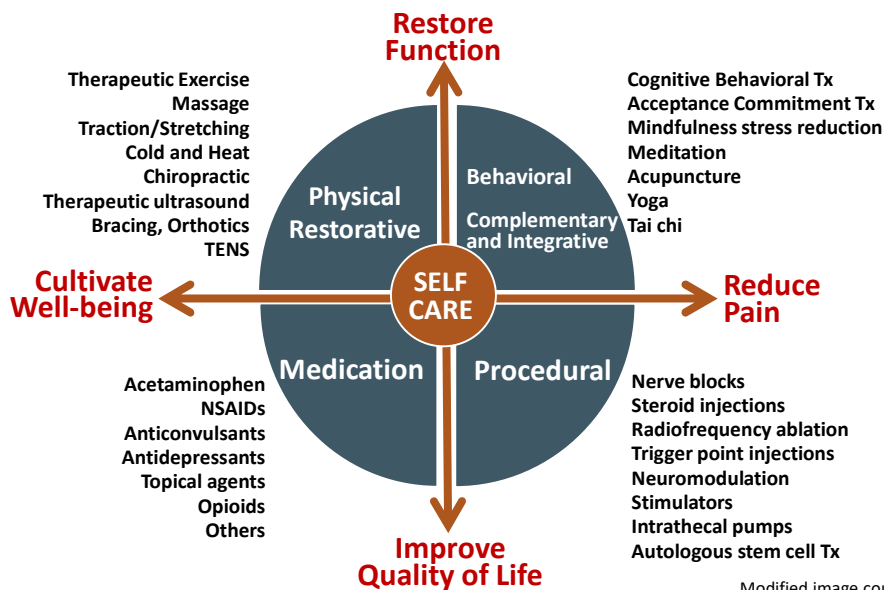 Restore
Function
Therapeutic Exercise
Massage
Traction/Stretching
Cold and Heat
Chiropractic
Therapeutic ultrasound
Bracing, Orthotics
TENS
Cognitive Behavioral Tx
Acceptance Commitment Tx
Mindfulness stress reduction
Meditation
Acupuncture
Yoga
Tai chi
Physical
Restorative
Behavioral
Complementary
and Integrative
Cultivate
Well-being
SELF
CARE
Reduce
Pain
Medication
Procedural
Acetaminophen
NSAIDs
Anticonvulsants
Antidepressants
Topical agents
Opioids
Others
Nerve blocks
Steroid injections
Radiofrequency ablation
Trigger point injections
Neuromodulation
Stimulators
Intrathecal pumps
Autologous stem cell Tx
Improve
Quality of Life
Modified image